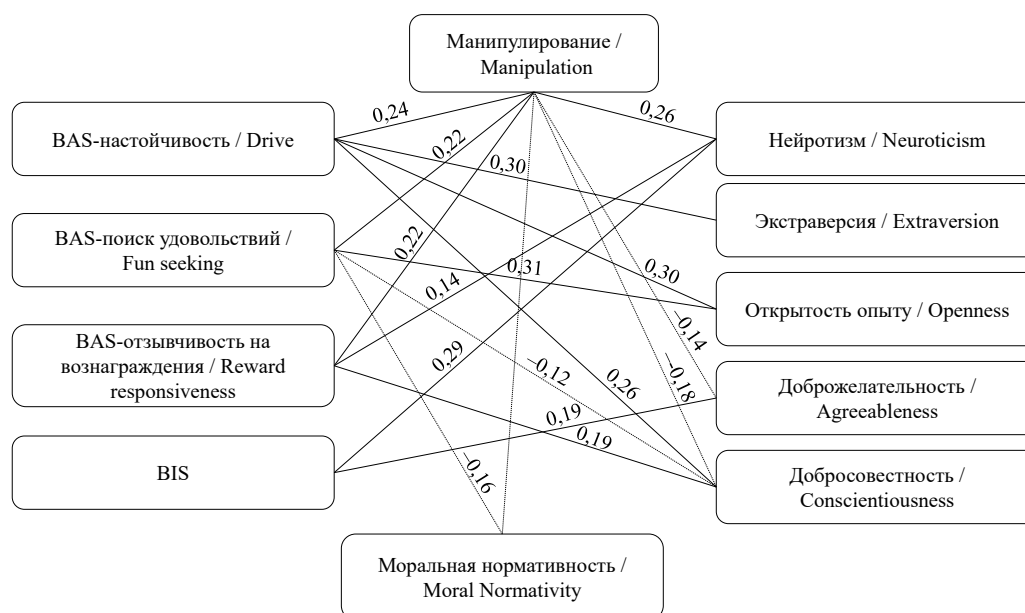 Манипулирование /
Manipulation
0,24
0,26
BAS-настойчивость / Drive
0,22
0,30
Нейротизм / Neuroticism
Экстраверсия / Extraversion
BAS-поиск удовольствий /
Fun seeking
0,22
0,14
0,31
0,30
Открытость опыту / Openness
–0,14
BAS-отзывчивость на
вознаграждения / Reward
responsiveness
0,29
–0,12
0,26
–0,18
Доброжелательность /
Agreeableness
0,19
0,19
BIS
–0,16
Добросовестность /
Conscientiousness
Моральная нормативность /
Moral Normativity